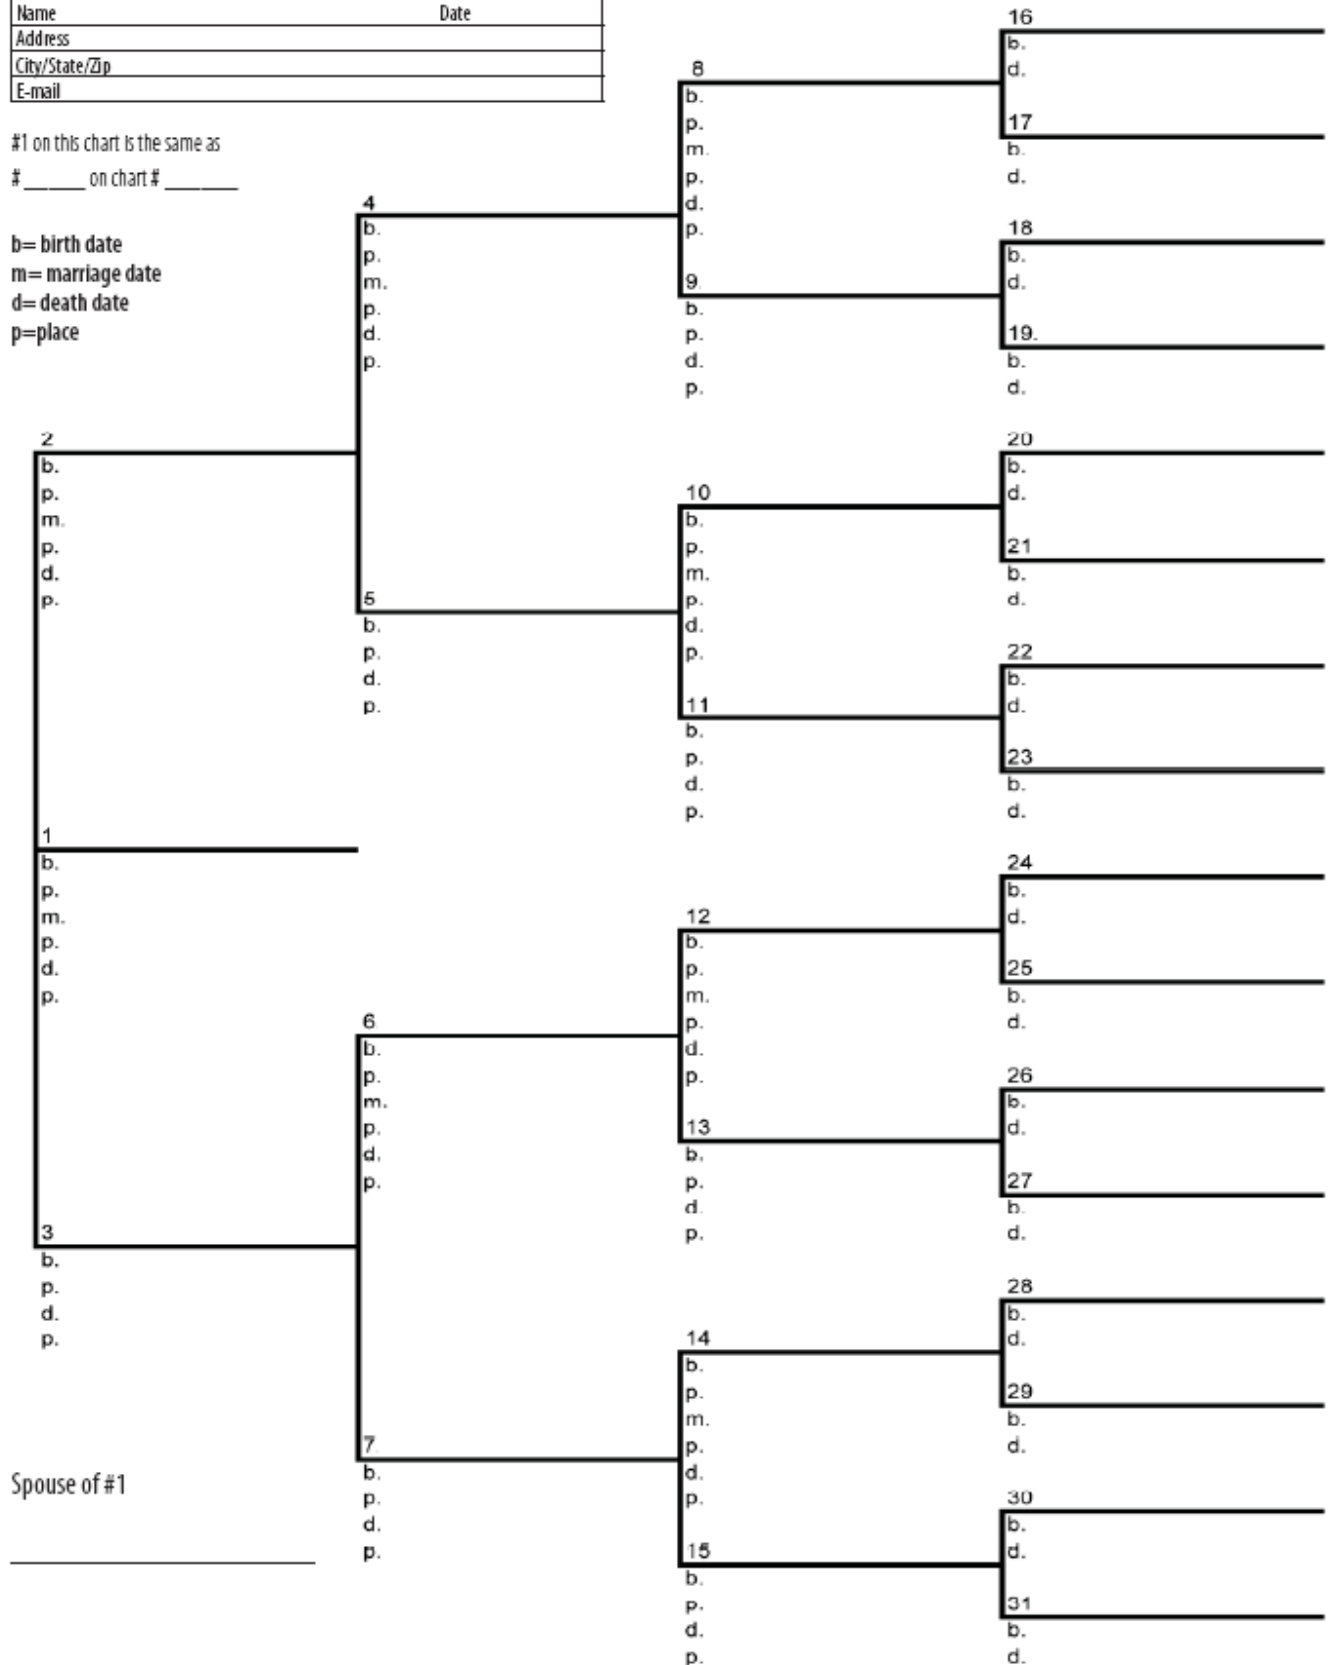 Name Date
Address
City/State/Zip
E-mail
#1 on this chart is the same as
# ______ on chart # _______
b= birth date
m= marriage date
d= death date
p=place
2
b.
p.
m.
p.
d.
p.
1
b.
p.
m.
p.
d.
p.
3
b.
p.
d.
p.
Spouse of #1
4
b.
p.
m.
p.
d.
p.
5
b.
p.
d.
p.
6
b.
p.
m.
p.
d.
p.
7.
b.
p.
d.
p.
8
b.
p.
m.
p.
d.
p.
9.
b.
p.
d.
p.
10
b.
p.
m.
p.
d.
p.
11
b.
p.
d.
p.
12
b.
p.
m.
p.
d.
p.
13
b.
p.
d.
p.
14
b.
p.
m.
p.
d.
p.
15
b.
p.
d.
p.
16
b.
d.
17
b.
d.
18
b.
d.
19.
b.
d.
20
b.
d.
21
b.
d.
22
b.
d.
23
b.
d.
24
b.
d.
25
b.
d.
26
b.
d.
27
b.
d.
28
b.
d.
29
b.
d.
30
b.
d.
31
b.
d.